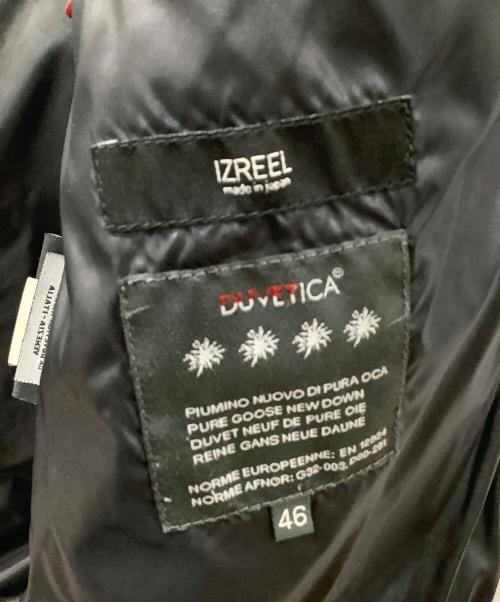 IZREEL
made in japan
DUVETICA®
PIUMINO NUOVO DI PURA OCA
PURE GOOSE NEW DOWN
DUVET NEUF DE PURE OIE
REINE GANS NEUE DAUNE
NORME EUROPEENNE: EN 12934
NORME AFNOR: G32-003, D90-291
46